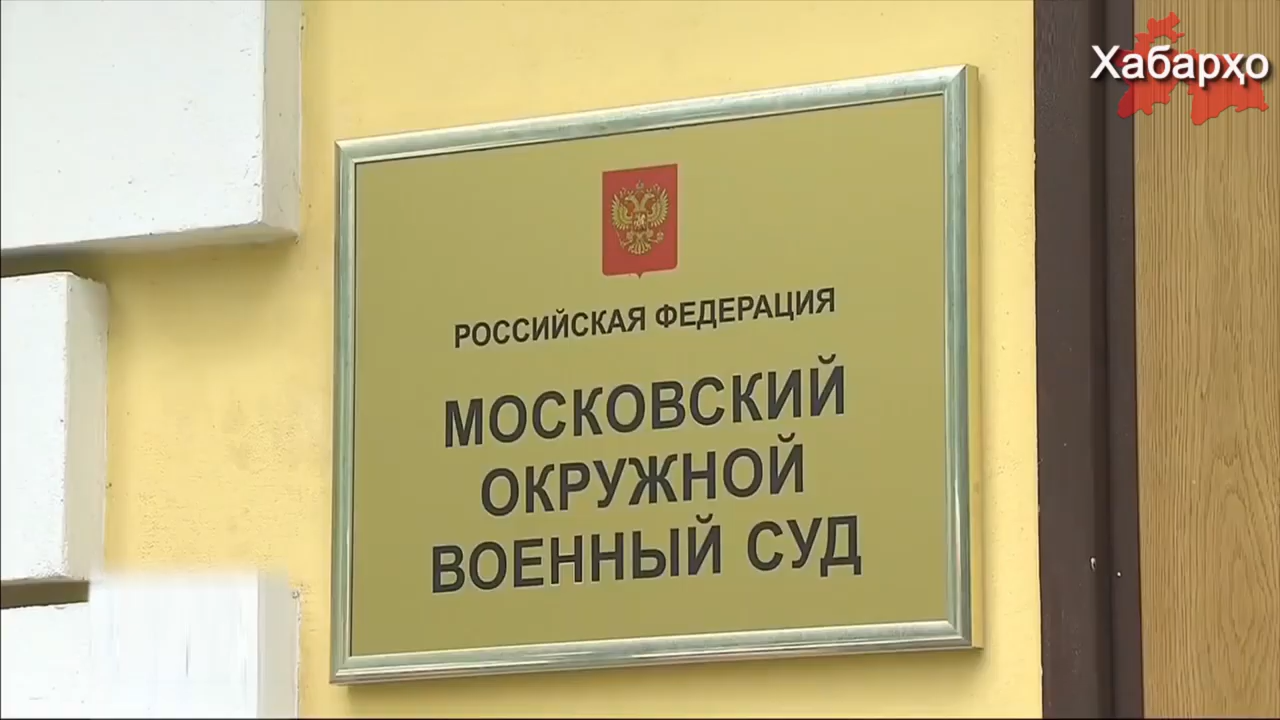 Хабарҳо
РОССИЙСКАЯ ФЕДЕРАЦИЯ
МОСКОВСКИЙ
ОКРУЖНОЙ
ВОЕННЫЙ СУД